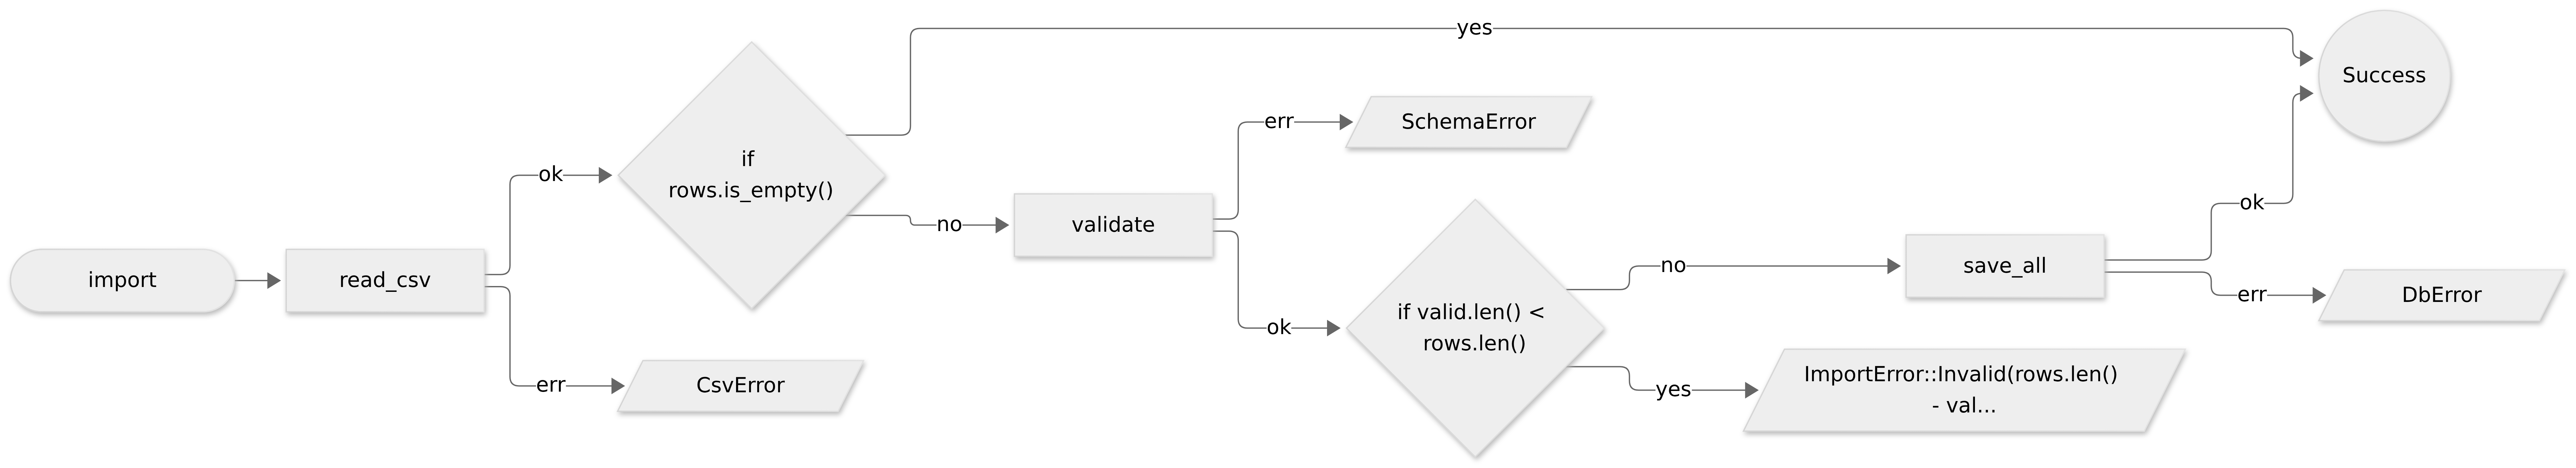 import
read_csv
ok
err
CsvError
if
rows.is_empty()
yes
no
validate
err
SchemaError
ok
if valid.len() <
rows.len()
no
yes
ImportError::Invalid(rows.len()
- val...
save_all
ok
err
Success
DbError